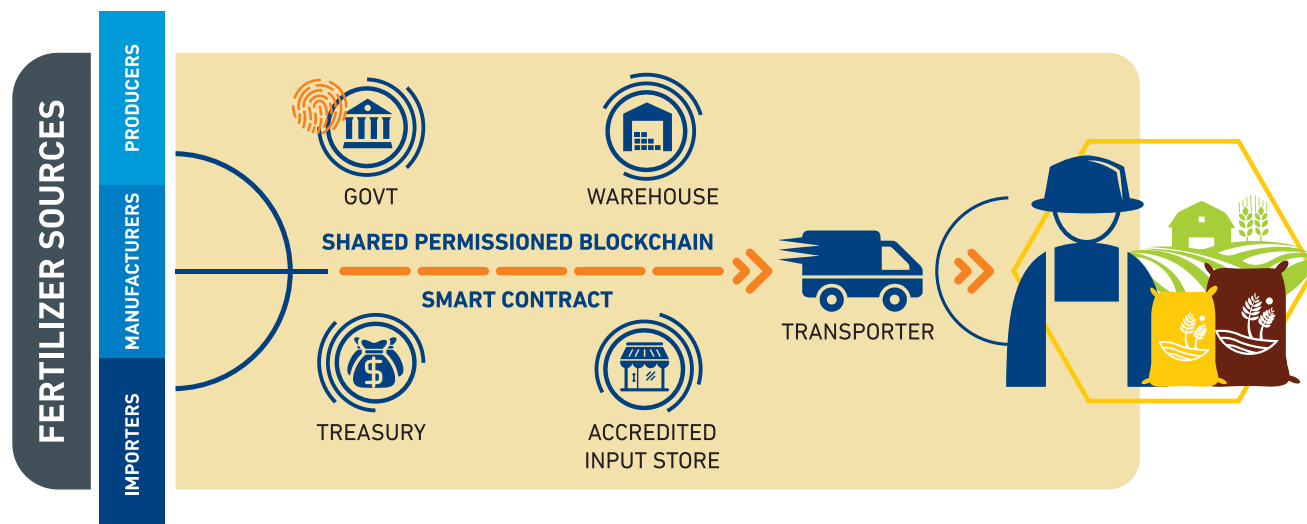 FERTILIZER SOURCES
PRODUCERS
MANUFACTURERS
IMPORTERS
GOVT
WAREHOUSE
SHARED PERMISSIONED BLOCKCHAIN
SMART CONTRACT
TRANSPORTER
TREASURY
$
ACCREDITED
INPUT STORE